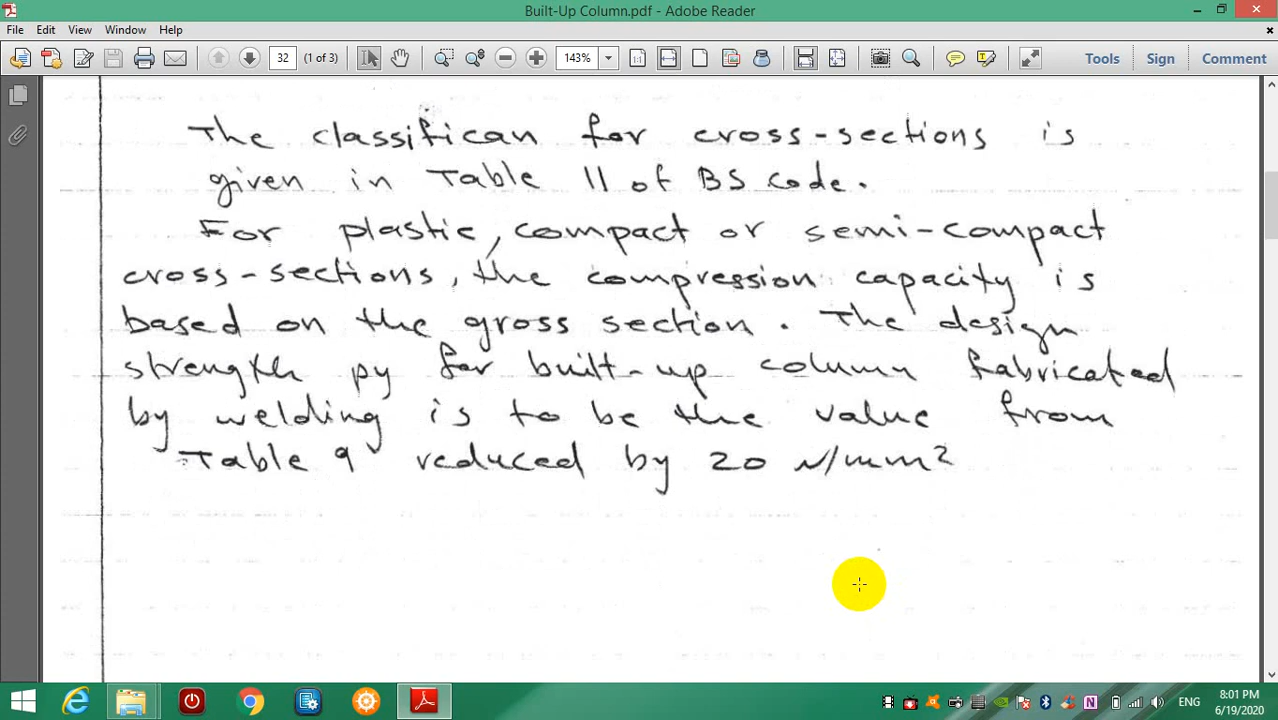 Built-Up Column.pdf - Adobe Reader
File Edit View Window Help
32 (1 of 3) 143% Tools Sign Comment
The classifican for cross-sections is
given in Table 11 of BS code.
For plastic, compact or semi-compact
cross-sections, the compression capacity is
based on the gross section. The design
strength py for built-up column fabricated
by welding is to be the value from
Table 9 reduced by 20 N/mm²
ENG 8:01 PM
6/19/2020